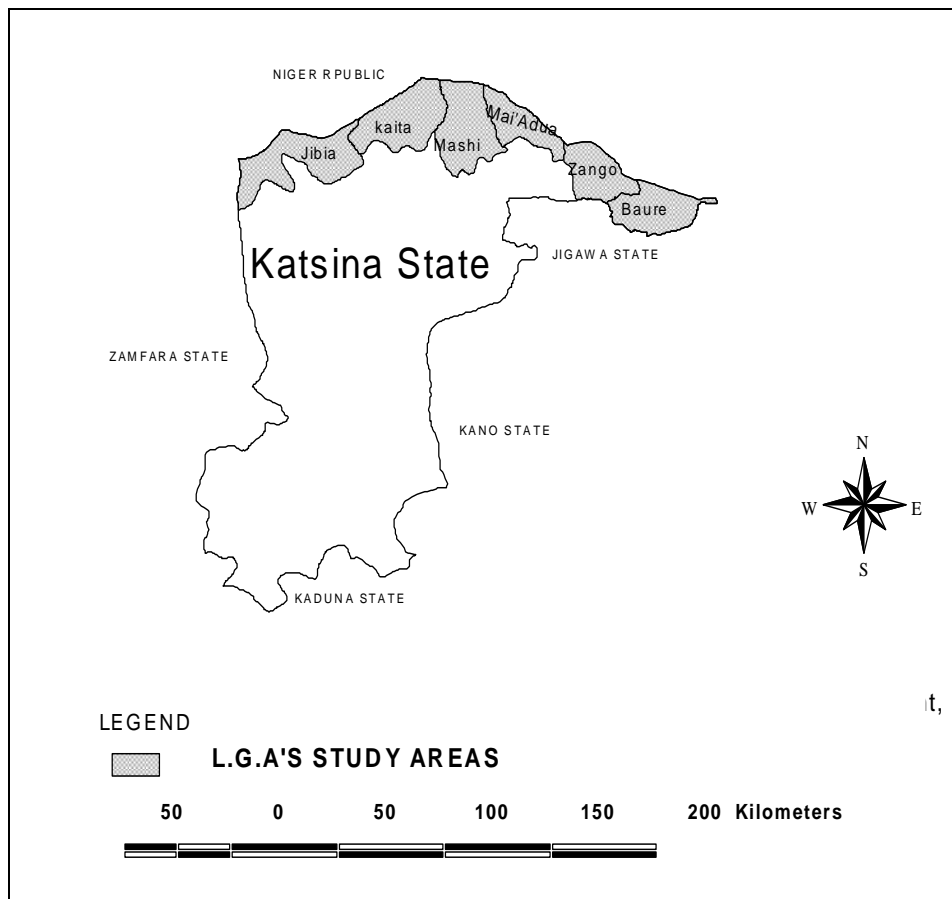 NIGER RPUBLIC
Mai'Adua
kaita
Mashi
Jibia
Zango
Baure
Katsina State
JIGAWA STATE
ZAMFARA STATE
KANO STATE
N
W E
S
KADUNA STATE
t,
LEGEND
L.G.A'S STUDY AREAS
50 0 50 100 150 200 Kilometers